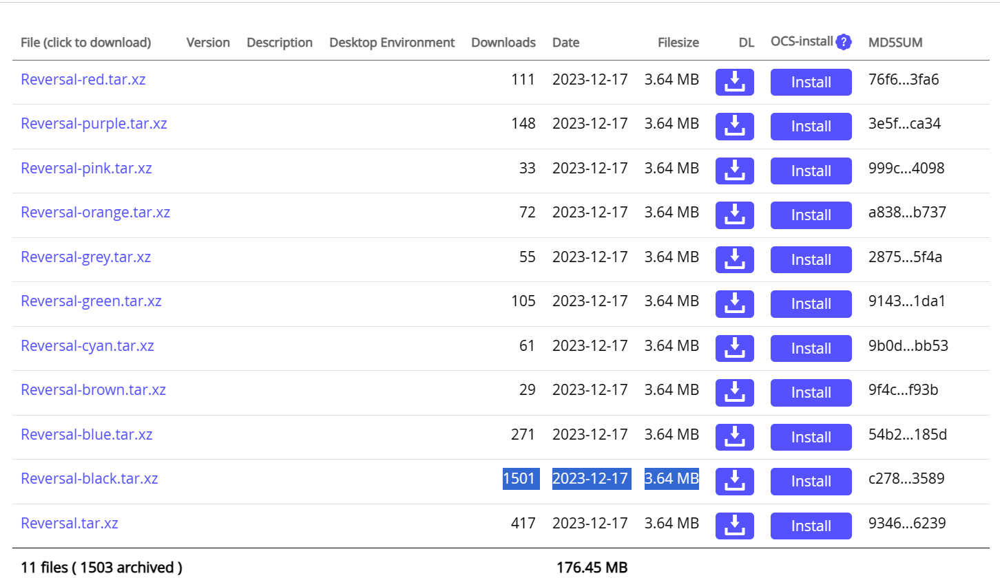 File (click to download) Version Description Desktop Environment Downloads Date Filesize DL OCS-install ? MD5SUM
Reversal-red.tar.xz 111 2023-12-17 3.64 MB Install 76f6...3fa6
Reversal-purple.tar.xz 148 2023-12-17 3.64 MB Install 3e5f...ca34
Reversal-pink.tar.xz 33 2023-12-17 3.64 MB Install 999c...4098
Reversal-orange.tar.xz 72 2023-12-17 3.64 MB Install a838...b737
Reversal-grey.tar.xz 55 2023-12-17 3.64 MB Install 2875...5f4a
Reversal-green.tar.xz 105 2023-12-17 3.64 MB Install 9143...1da1
Reversal-cyan.tar.xz 61 2023-12-17 3.64 MB Install 9b0d...bb53
Reversal-brown.tar.xz 29 2023-12-17 3.64 MB Install 9f4c...f93b
Reversal-blue.tar.xz 271 2023-12-17 3.64 MB Install 54b2...185d
Reversal-black.tar.xz 1501 2023-12-17 3.64 MB Install c278...3589
Reversal.tar.xz 417 2023-12-17 3.64 MB Install 9346...6239
11 files ( 1503 archived ) 176.45 MB